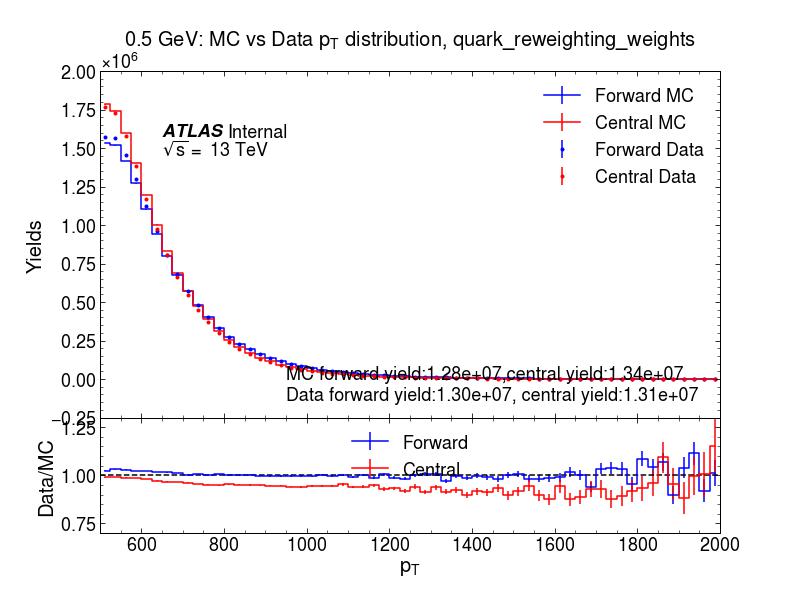 0.5 GeV: MC vs Data pT distribution, quark_reweighting_weights
×10⁶
2.00
1.75
1.50
1.25
1.00
0.75
0.50
0.25
0.00
−0.25
Yields
ATLAS Internal
√s = 13 TeV
Forward MC
Central MC
Forward Data
Central Data
MC forward yield:1.28e+07,central yield:1.34e+07
Data forward yield:1.30e+07, central yield:1.31e+07
1.25
1.00
0.75
Data/MC
Forward
Central
600 800 1000 1200 1400 1600 1800 2000
pT